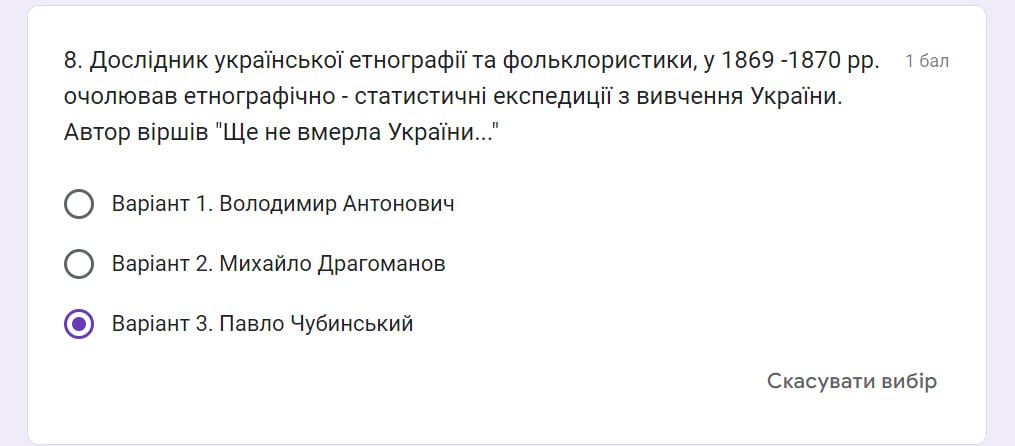 8. Дослідник української етнографії та фольклористики, у 1869 -1870 рр.
1 бал
очолював етнографічно - статистичні експедиції з вивчення України.
Автор віршів "Ще не вмерла України..."
Варіант 1. Володимир Антонович
Варіант 2. Михайло Драгоманов
Варіант 3. Павло Чубинський
Скасувати вибір